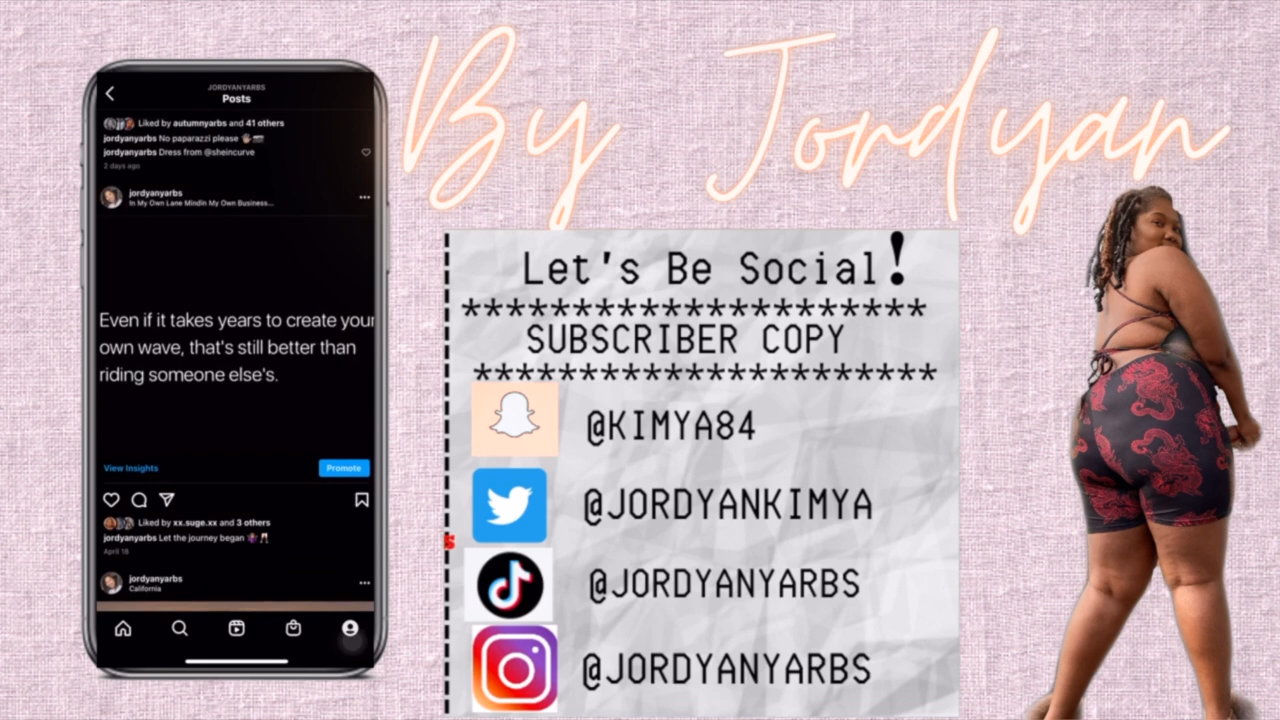 By Jordyan
JORDYANYARBS
Posts
Liked by autumnyarbs and 41 others
jordyanyarbs No paparazzi please
jordyanyarbs Dress from @sheincurve
2 days ago
jordyanyarbs
In My Own Lane Mindin My Own Business...
Even if it takes years to create your
own wave, that's still better than
riding someone else's.
View Insights
Promote
Liked by xx.suge.xx and 3 others
jordyanyarbs Let the journey began
April 18
jordyanyarbs
California
Let's Be Social!
*********************
SUBSCRIBER COPY
*********************
@KIMYA84
@JORDYANKIMYA
@JORDYANYARBS
@JORDYANYARBS